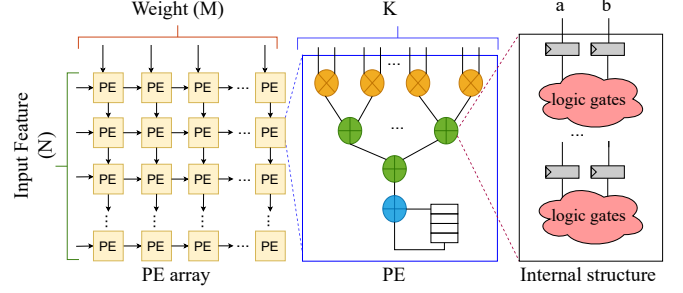 Weight (M)
K
a b
Input Feature
(N)
PE PE PE ... PE
PE PE PE ... PE
PE PE PE ... PE
... ... ... ...
PE PE PE ... PE
...
...
logic gates
...
logic gates
PE array
PE
Internal structure